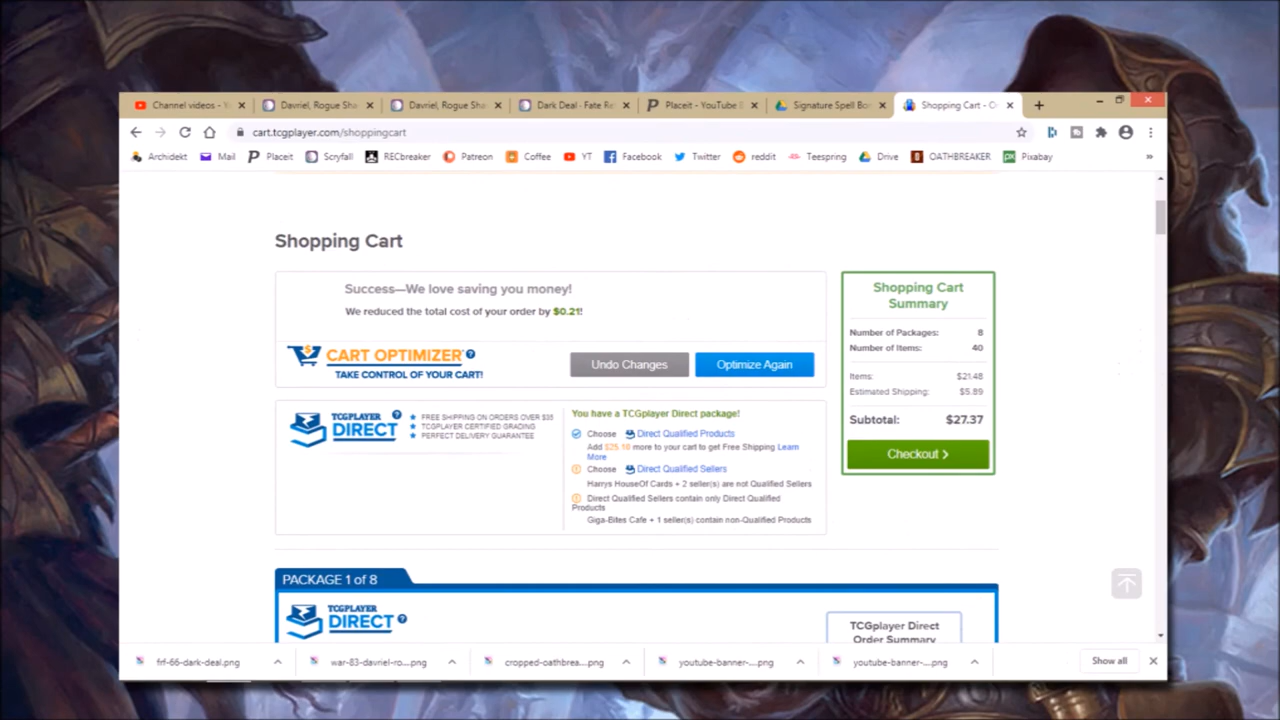 Channel videos - Y
Davriel, Rogue Sha
Davriel, Rogue Sha
Dark Deal · Fate Re
Placeit - YouTube B
Signature Spell Bo
Shopping Cart - O
cart.tcgplayer.com/shoppingcart
Archidekt Mail Placeit Scryfall RECbreaker Patreon Coffee YT Facebook Twitter reddit Teespring Drive OATHBREAKER Pixabay »
Shopping Cart
Success—We love saving you money!
We reduced the total cost of your order by $0.21!
CART OPTIMIZER
TAKE CONTROL OF YOUR CART!
Undo Changes
Optimize Again
TCGPLAYER
DIRECT
FREE SHIPPING ON ORDERS OVER $35
TCGPLAYER CERTIFIED GRADING
PERFECT DELIVERY GUARANTEE
You have a TCGplayer Direct package!
Choose Direct Qualified Products
Add $25.10 more to your cart to get Free Shipping Learn
More
Choose Direct Qualified Sellers
Harrys HouseOf Cards + 2 seller(s) are not Qualified Sellers
Direct Qualified Sellers contain only Direct Qualified
Products
Giga-Bites Cafe + 1 seller(s) contain non-Qualified Products
Shopping Cart
Summary
Number of Packages: 8
Number of Items: 40
Items: $21.48
Estimated Shipping: $5.89
Subtotal: $27.37
Checkout
PACKAGE 1 of 8
TCGPLAYER
DIRECT
TCGplayer Direct
Order Summary
frf-66-dark-deal.png
war-83-davriel-ro....png
cropped-oathbrea....png
youtube-banner-....png
youtube-banner-....png
Show all